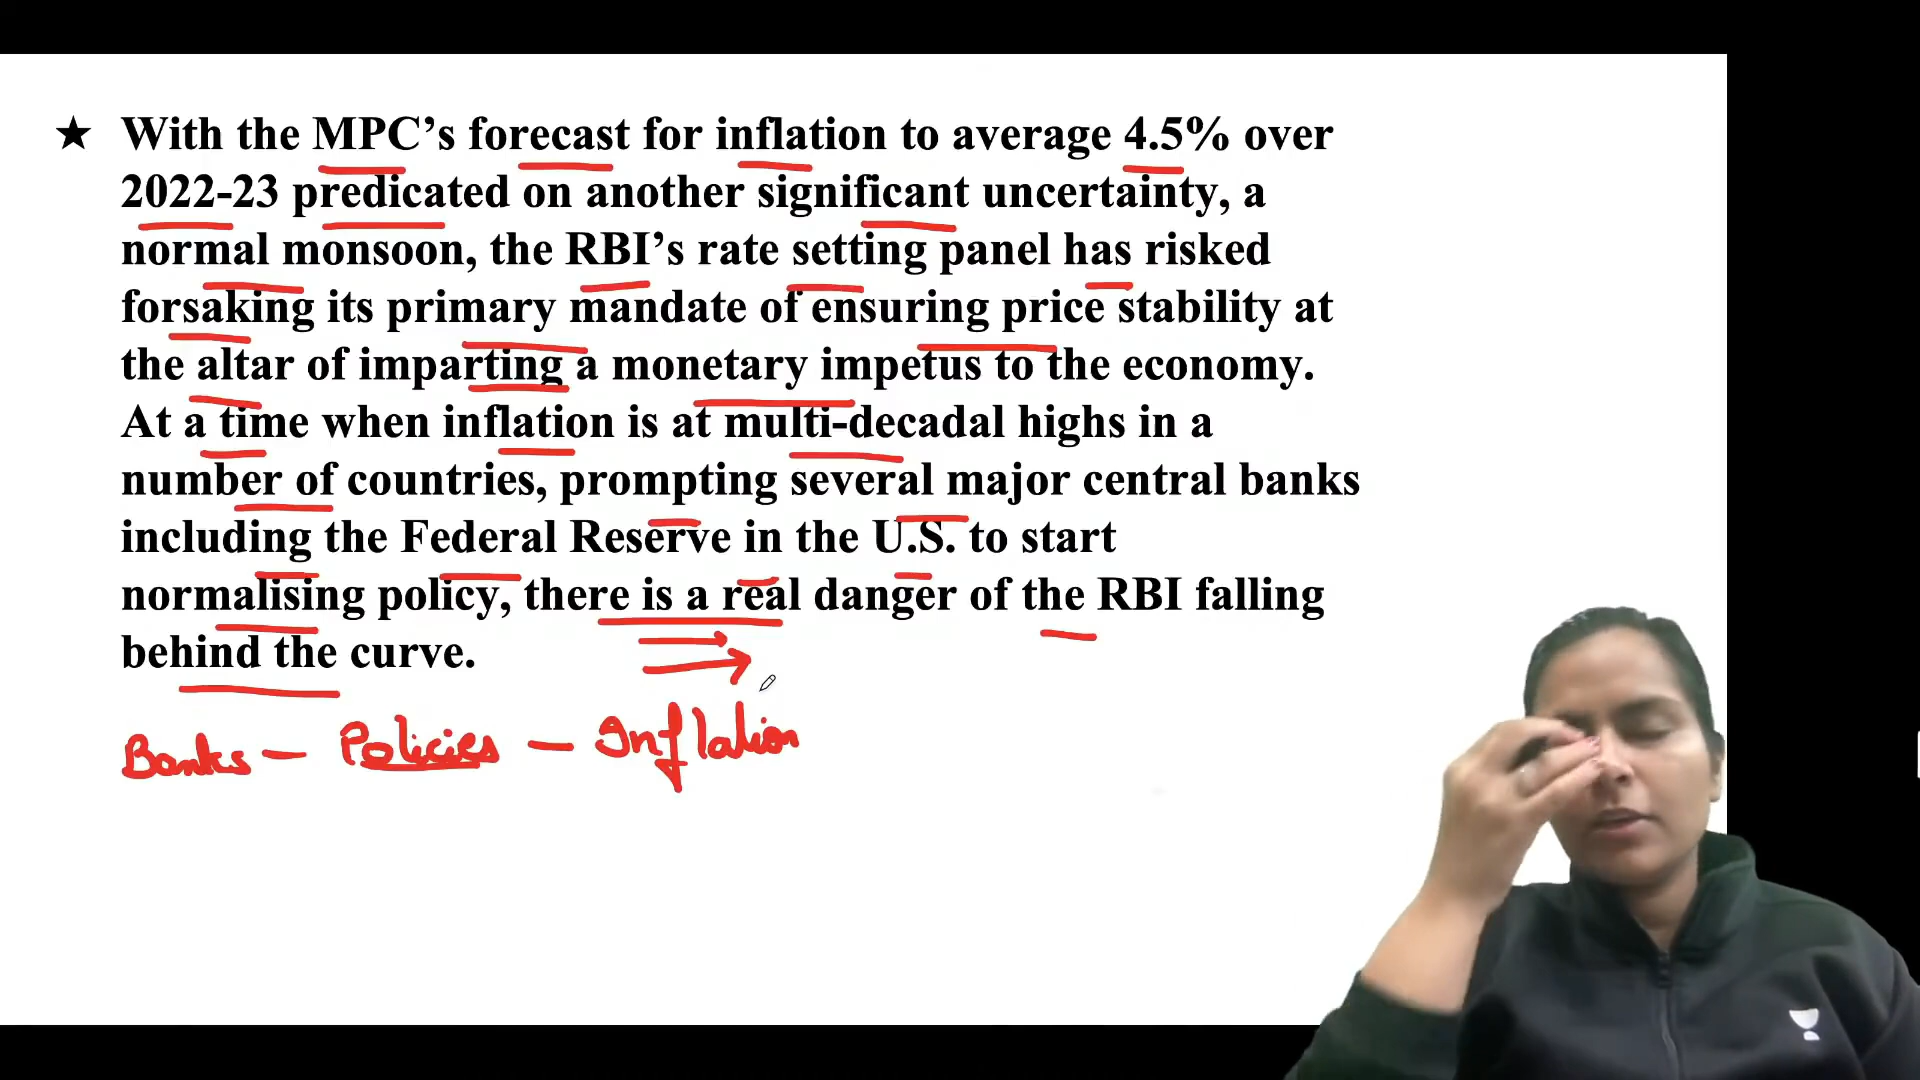 ★ With the MPC’s forecast for inflation to average 4.5% over
2022-23 predicated on another significant uncertainty, a
normal monsoon, the RBI’s rate setting panel has risked
forsaking its primary mandate of ensuring price stability at
the altar of imparting a monetary impetus to the economy.
At a time when inflation is at multi-decadal highs in a
number of countries, prompting several major central banks
including the Federal Reserve in the U.S. to start
normalising policy, there is a real danger of the RBI falling
behind the curve.
Banks — Policies — Inflation